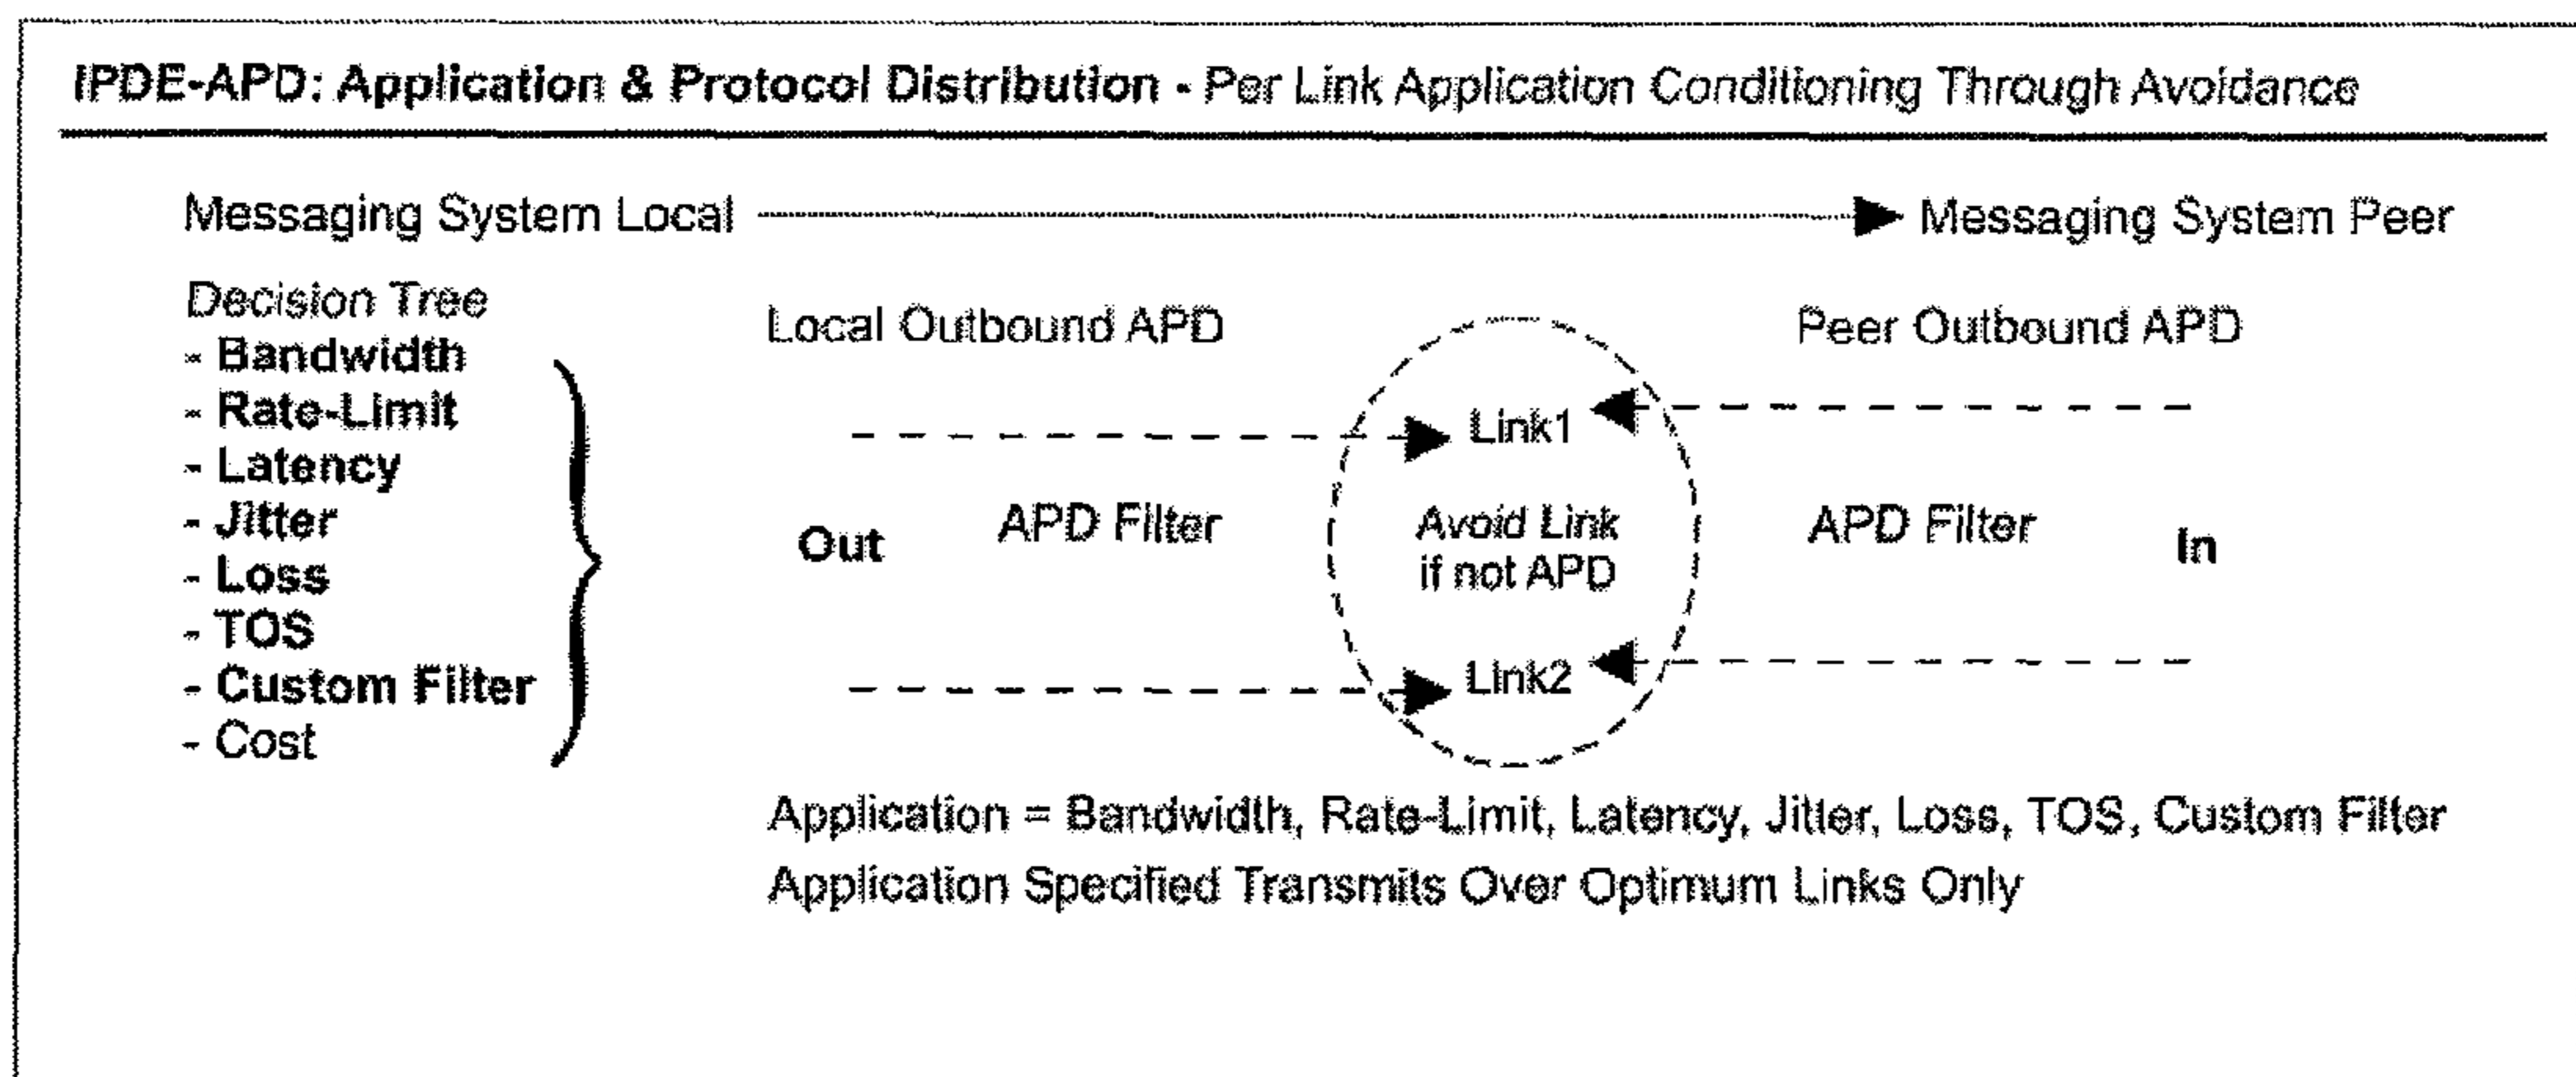 IPDE-APD: Application & Protocol Distribution - Per Link Application Conditioning Through Avoidance
Messaging System Local
Messaging System Peer
Decision Tree
- Bandwidth
- Rate-Limit
- Latency
- Jitter
- Loss
- TOS
- Custom Filter
- Cost
Local Outbound APD
Peer Outbound APD
Link1
Out
APD Filter
Avoid Link
if not APD
APD Filter
In
Link2
Application = Bandwidth, Rate-Limit, Latency, Jitter, Loss, TOS, Custom Filter
Application Specified Transmits Over Optimum Links Only